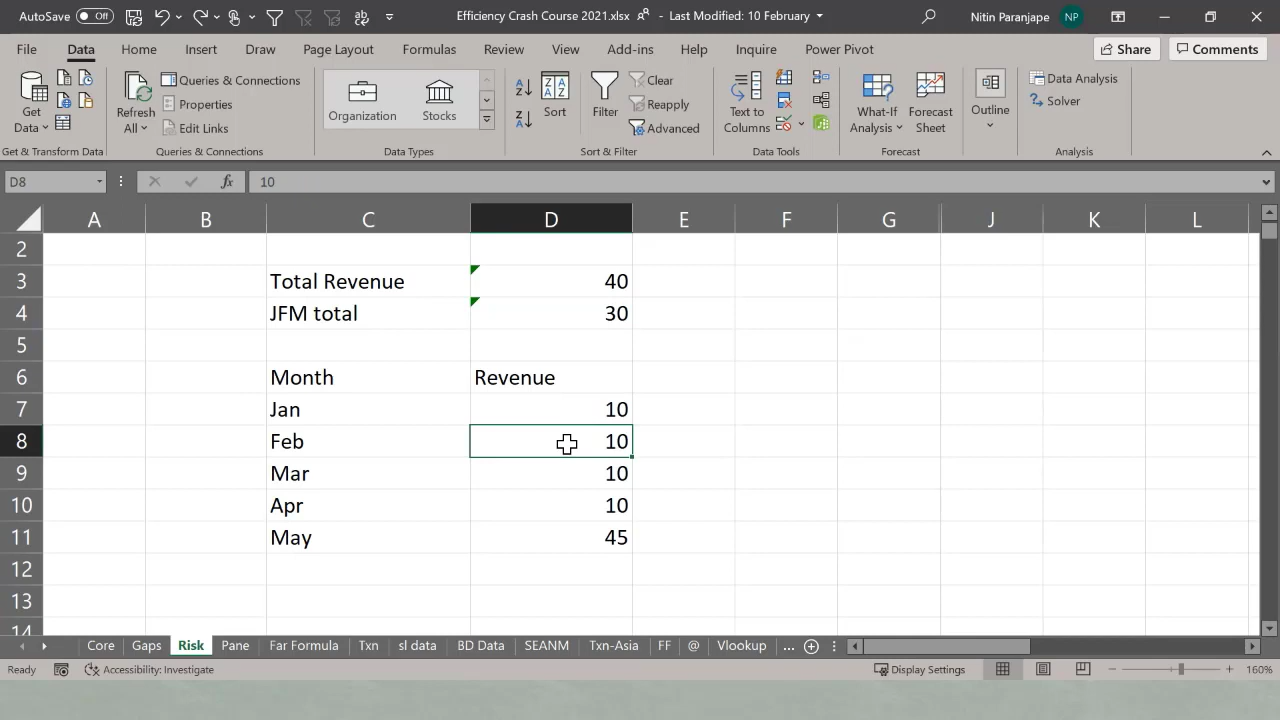 AutoSave Off Efficiency Crash Course 2021.xlsx - Last Modified: 10 February Nitin Paranjape NP
File Data Home Insert Draw Page Layout Formulas Review View Add-ins Help Inquire Power Pivot Share Comments
Get Data Refresh All Queries & Connections Properties Edit Links Organization Stocks Sort Filter Clear Reapply Advanced Text to Columns What-If Analysis Forecast Sheet Outline Data Analysis Solver
Get & Transform Data Queries & Connections Data Types Sort & Filter Data Tools Forecast Analysis
D8 fx 10
A B C D E F G J K L
2
3 Total Revenue 40
4 JFM total 30
5
6 Month Revenue
7 Jan 10
8 Feb 10
9 Mar 10
10 Apr 10
11 May 45
12
13
14
Core Gaps Risk Pane Far Formula Txn sl data BD Data SEANM Txn-Asia FF @ Vlookup ...
Ready Accessibility: Investigate Display Settings 160%